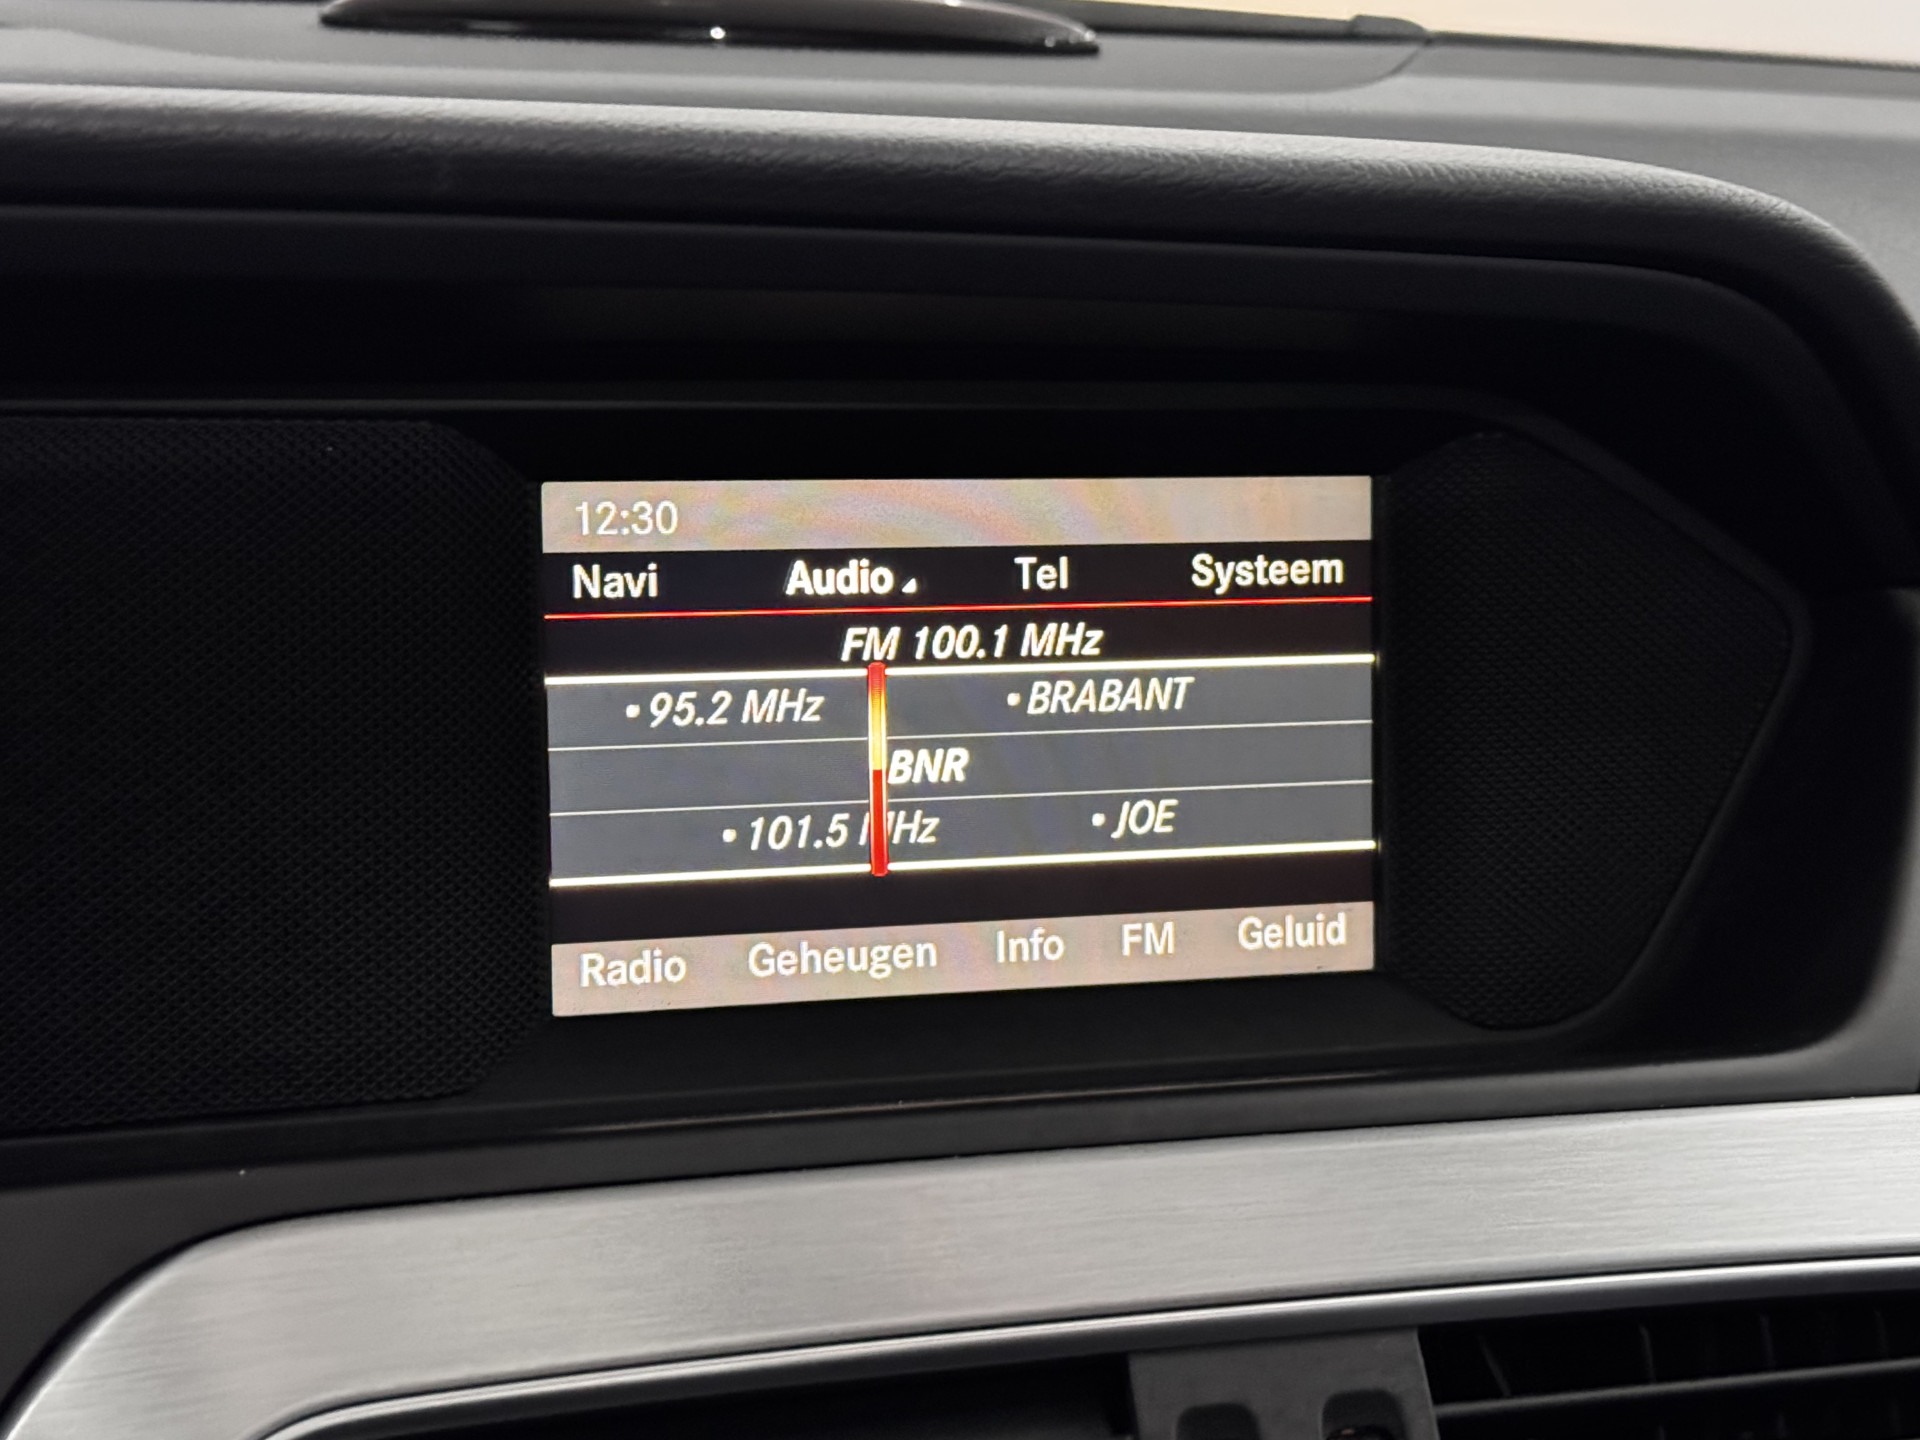 12:30
Navi Audio Tel Systeem
FM 100.1 MHz
• 95.2 MHz • BRABANT
BNR
• 101.5 MHz • JOE
Radio Geheugen Info FM Geluid